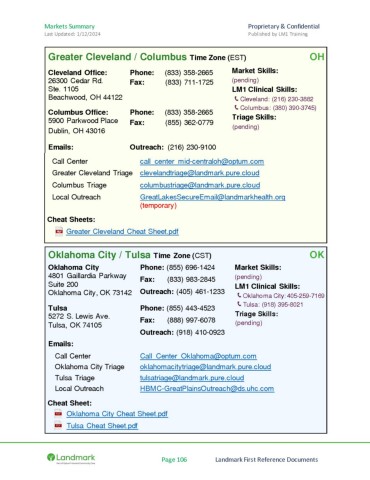 Markets Summary
Proprietary & Confidential
Last Updated: 1/12/2024
Published by LM1 Training
Greater Cleveland / Columbus Time Zone (EST) OH
Cleveland Office:
26300 Cedar Rd.
Ste. 1105
Beachwood, OH 44122
Phone: (833) 358-2665
Fax: (833) 711-1725
Columbus Office:
5900 Parkwood Place
Dublin, OH 43016
Phone: (833) 358-2665
Fax: (855) 362-0779
Market Skills:
(pending)
LM1 Clinical Skills:
Cleveland: (216) 230-3882
Columbus: (380) 390-3745)
Triage Skills:
(pending)
Emails: Outreach: (216) 230-9100
Call Center call_center_mid-centraloh@optum.com
Greater Cleveland Triage clevelandtriage@landmark.pure.cloud
Columbus Triage columbustriage@landmark.pure.cloud
Local Outreach GreatLakesSecureEmail@landmarkhealth.org
(temporary)
Cheat Sheets:
Greater Cleveland Cheat Sheet.pdf
Oklahoma City / Tulsa Time Zone (CST) OK
Oklahoma City
4801 Gaillardia Parkway
Suite 200
Oklahoma City, OK 73142
Phone: (855) 696-1424
Fax: (833) 983-2845
Outreach: (405) 461-1233
Tulsa
5272 S. Lewis Ave.
Tulsa, OK 74105
Phone: (855) 443-4523
Fax: (888) 997-6078
Outreach: (918) 410-0923
Market Skills:
(pending)
LM1 Clinical Skills:
Oklahoma City: 405-259-7169
Tulsa: (918) 395-8021
Triage Skills:
(pending)
Emails:
Call Center Call_Center_Oklahoma@optum.com
Oklahoma City Triage oklahomacitytriage@landmark.pure.cloud
Tulsa Triage tulsatriage@landmark.pure.cloud
Local Outreach HBMC-GreatPlainsOutreach@ds.uhc.com
Cheat Sheet:
Oklahoma City Cheat Sheet.pdf
Tulsa Cheat Sheet.pdf
Landmark
Page 106
Landmark First Reference Documents